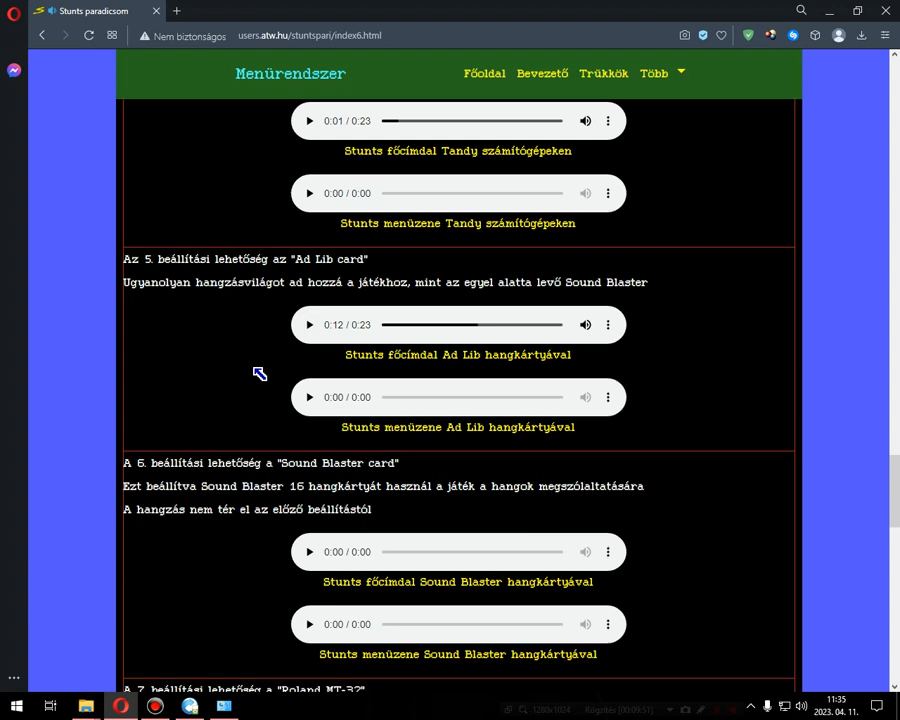 Stunts paradicsom
Nem biztonságos
users.atw.hu/stuntspari/index6.html
Menürendszer
Főoldal Bevezető Trükkök Több
0:01 / 0:23
Stunts főcímdal Tandy számítógépeken
0:00 / 0:00
Stunts menüzene Tandy számítógépeken
Az 5. beállítási lehetőség az "Ad Lib card"
Ugyanolyan hangzásvilágot ad hozzá a játékhoz, mint az egyel alatta levő Sound Blaster
0:12 / 0:23
Stunts főcímdal Ad Lib hangkártyával
0:00 / 0:00
Stunts menüzene Ad Lib hangkártyával
A 6. beállítási lehetőség a "Sound Blaster card"
Ezt beállítva Sound Blaster 16 hangkártyát használ a játék a hangok megszólaltatására
A hangzás nem tér el az előző beállítástól
0:00 / 0:00
Stunts főcímdal Sound Blaster hangkártyával
0:00 / 0:00
Stunts menüzene Sound Blaster hangkártyával
A 7. beállítási lehetőség a "Roland MT-32"
1280x1024 Rögzítés [00:09:51]
11:35
2023. 04. 11.